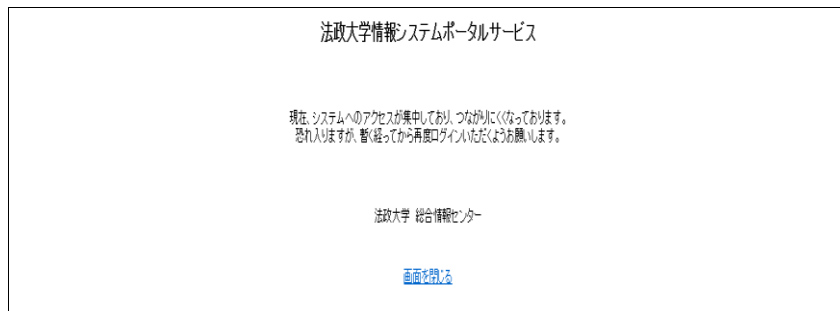 法政大学情報システムポータルサービス
現在、システムへのアクセスが集中しており、つながりにくくなっております。
恐れ入りますが、暫く経ってから再度ログインいただくようお願いします。
法政大学 総合情報センター
画面を閉じる